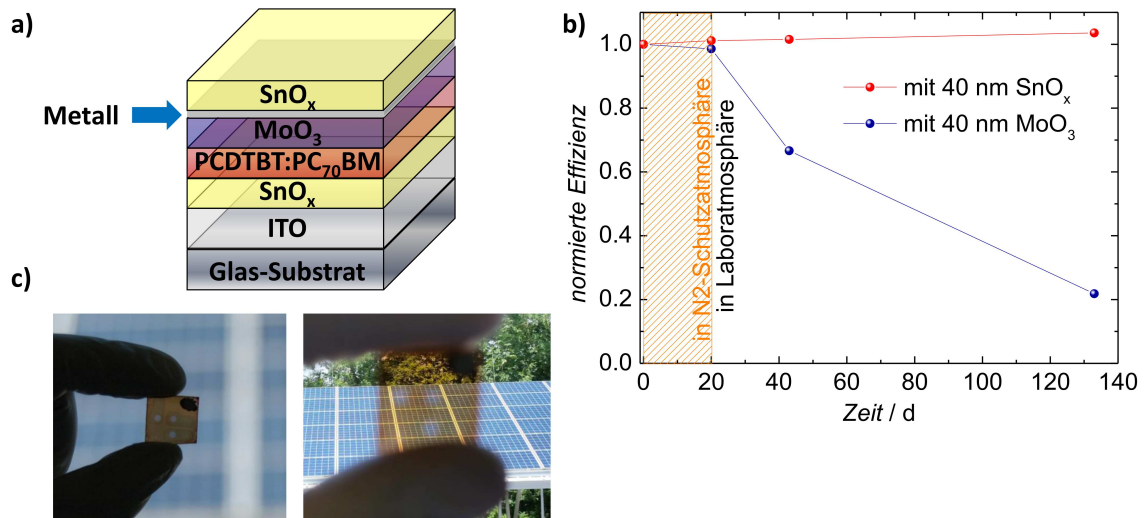 a)
Metall
SnOx
MoO3
PCDTBT:PC70BM
SnOx
ITO
Glas-Substrat
b)
normierte Effizienz
1.0
0.8
0.6
0.4
0.2
0.0
in N2-Schutzatmosphäre
in Laboratmosphäre
mit 40 nm SnOx
mit 40 nm MoO3
0
20
40
60
80
100
120
140
Zeit / d
c)